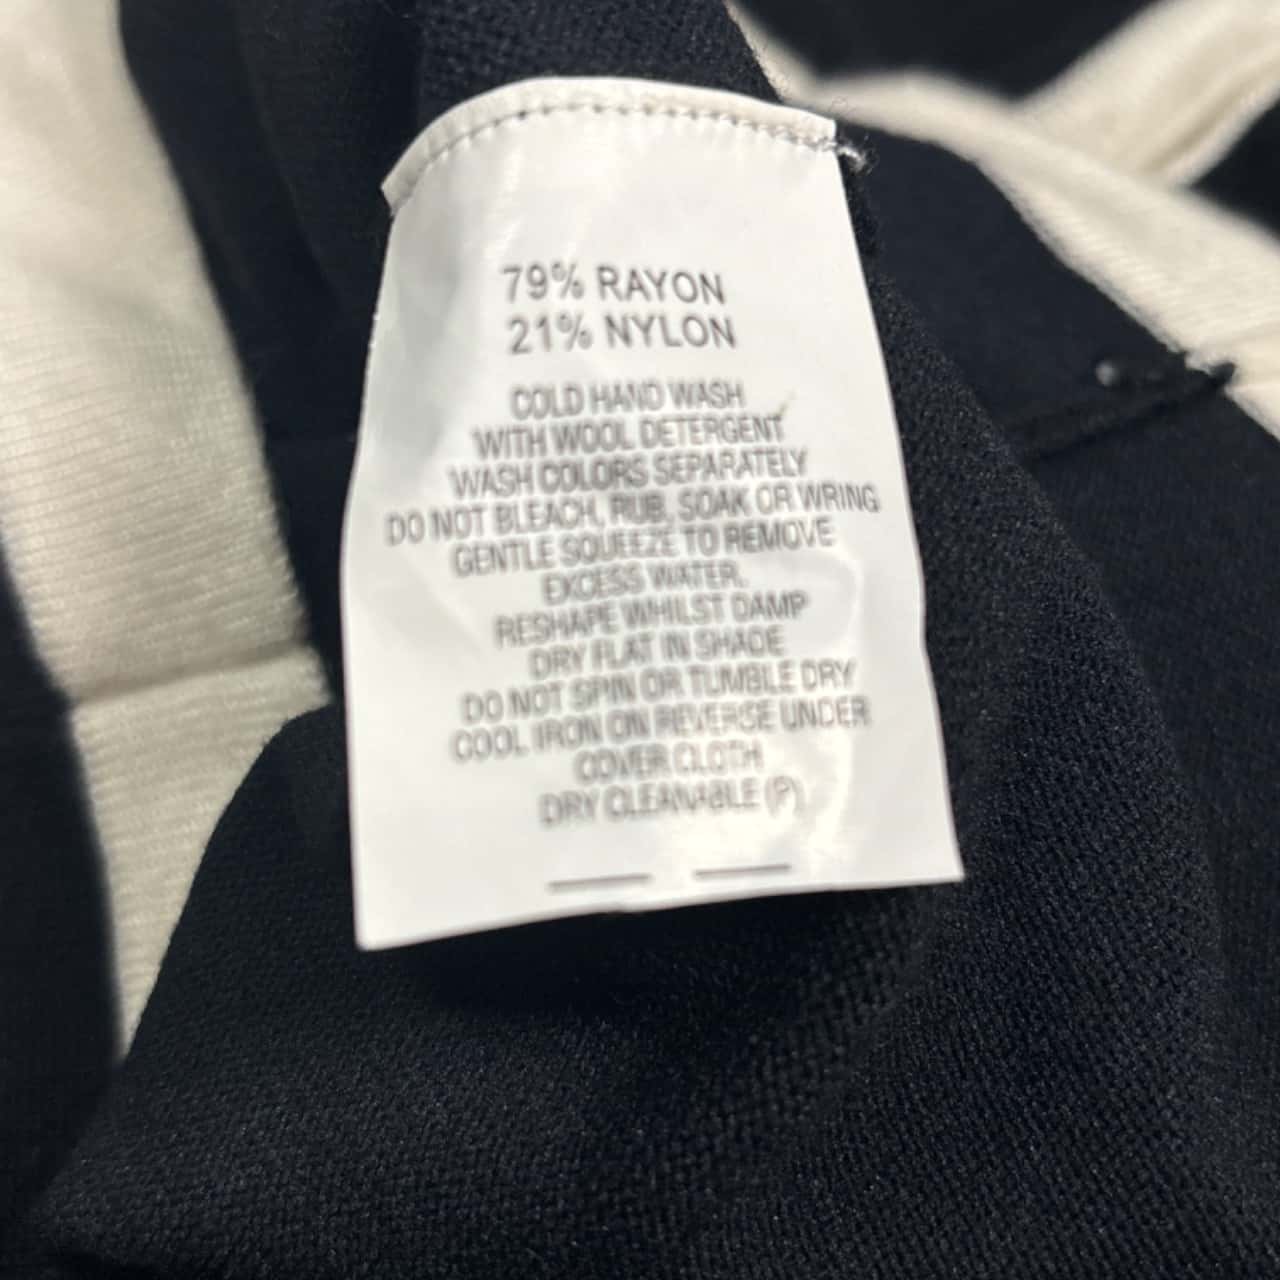 79% RAYON
21% NYLON
COLD HAND WASH
WITH WOOL DETERGENT
WASH COLORS SEPARATELY
DO NOT BLEACH, RUB, SOAK OR WRING
GENTLE SQUEEZE TO REMOVE
EXCESS WATER.
RESHAPE WHILST DAMP
DRY FLAT IN SHADE
DO NOT SPIN OR TUMBLE DRY
COOL IRON ON REVERSE UNDER
COVER CLOTH
DRY CLEANABLE (P)